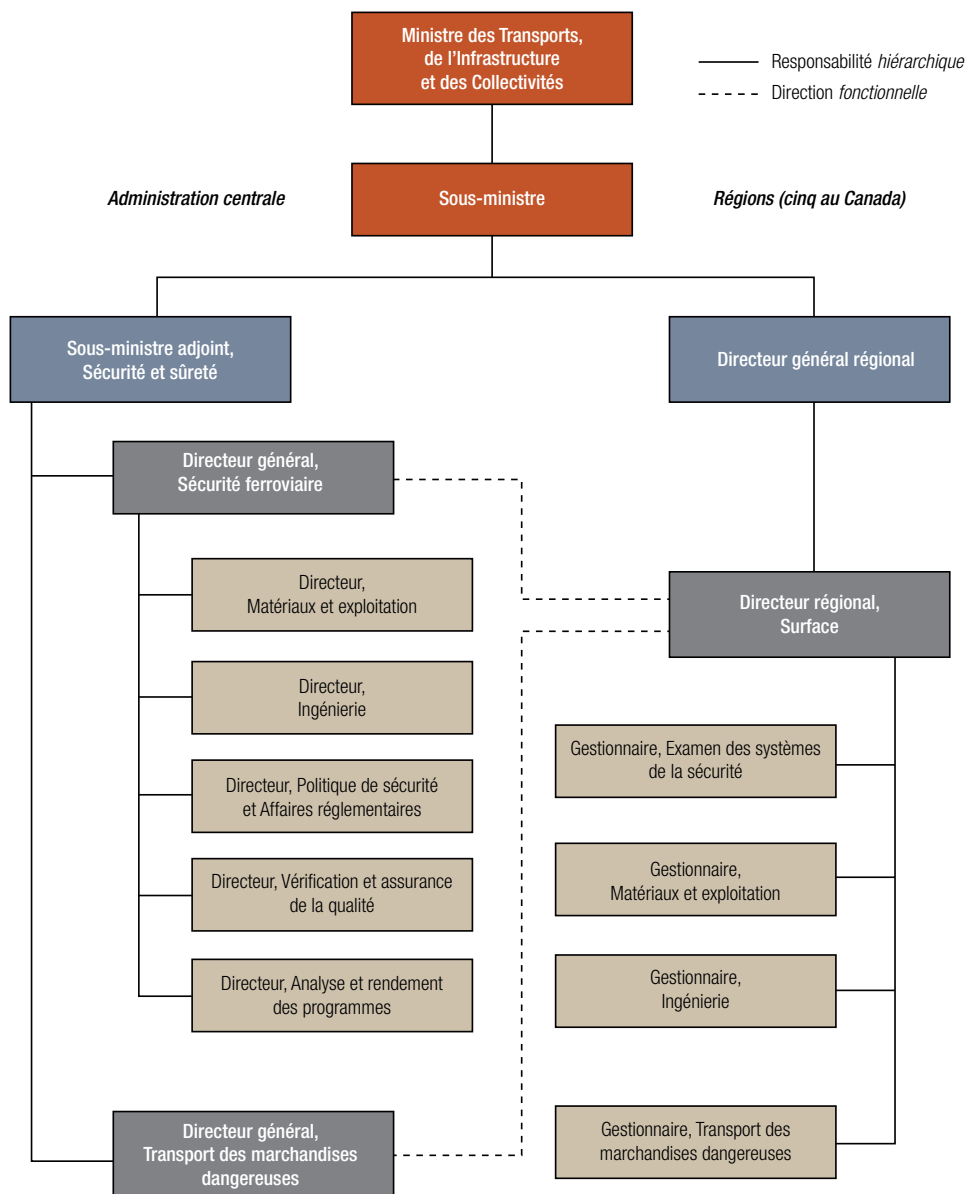 Ministre des Transports,
de l'Infrastructure
et des Collectivités
Responsabilité hiérarchique
Direction fonctionnelle
Administration centrale
Sous-ministre
Régions (cinq au Canada)
Sous-ministre adjoint,
Sécurité et sûreté
Directeur général régional
Directeur général,
Sécurité ferroviaire
Directeur,
Matériaux et exploitation
Directeur,
Ingénierie
Directeur, Politique de sécurité
et Affaires réglementaires
Directeur, Vérification et assurance
de la qualité
Directeur, Analyse et rendement
des programmes
Directeur général,
Transport des marchandises
dangereuses
Directeur régional,
Surface
Gestionnaire, Examen des systèmes
de la sécurité
Gestionnaire,
Matériaux et exploitation
Gestionnaire,
Ingénierie
Gestionnaire, Transport des
marchandises dangereuses